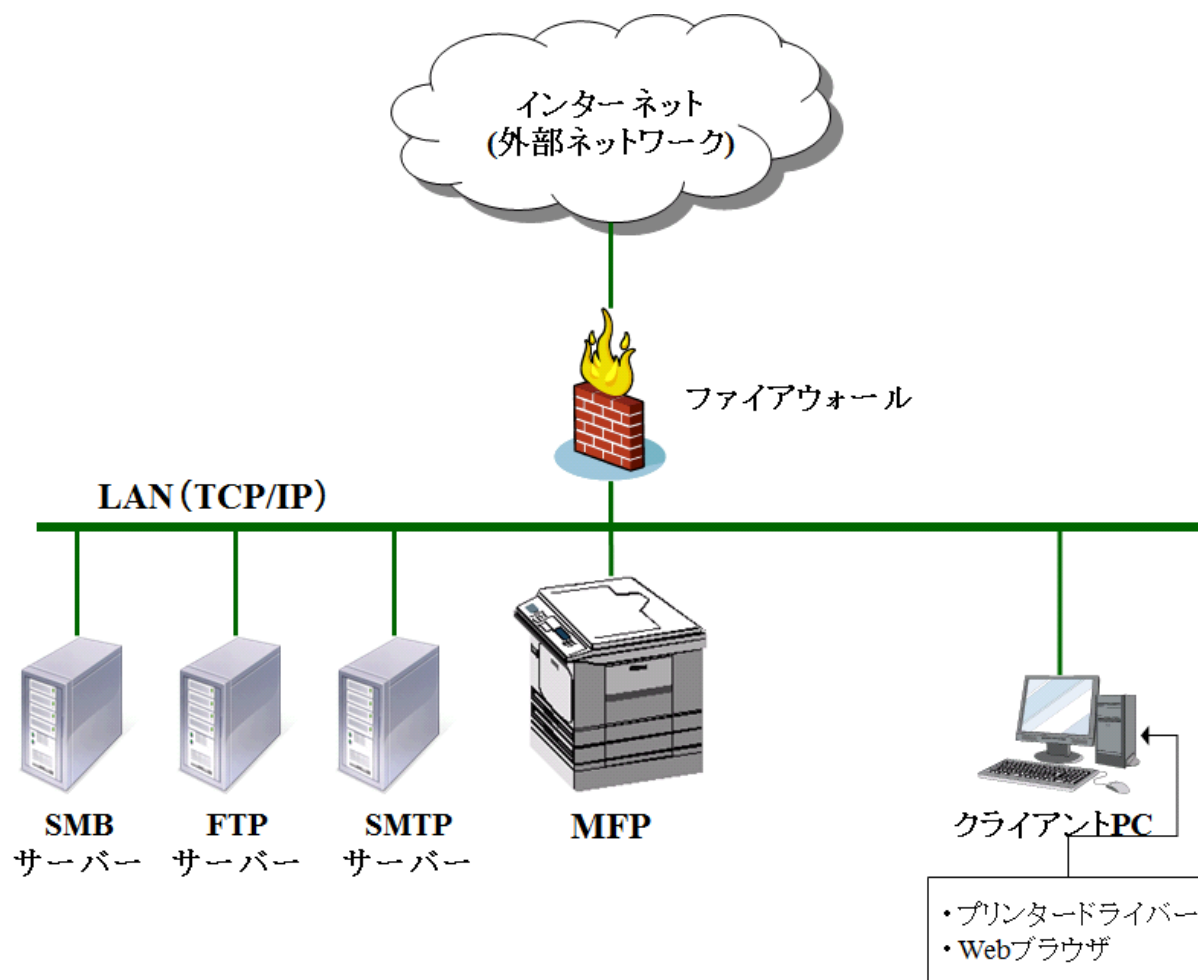 インターネット
(外部ネットワーク)
ファイアウォール
LAN(TCP/IP)
SMB
サーバー
FTP
サーバー
SMTP
サーバー
MFP
クライアントPC
・プリンタードライバー
・Webブラウザ